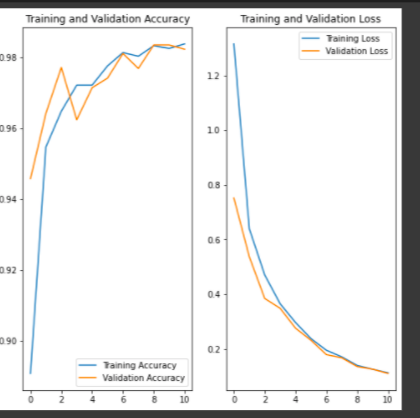 Training and Validation Accuracy
0.98
0.96
0.94
0.92
0.90
0 2 4 6 8 10
Training Accuracy
Validation Accuracy
Training and Validation Loss
Training Loss
Validation Loss
1.2
1.0
0.8
0.6
0.4
0.2
0 2 4 6 8 10